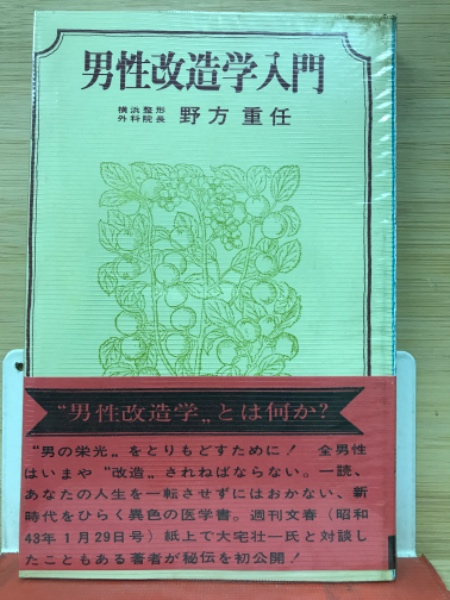 男性改造学入門
横浜整形
外科院長 野方重任
"男性改造学„とは何か?
"男の栄光„をとりもどすために! 全男性
はいまや"改造„されねばならない。一読、
あなたの人生を一転させずにはおかない、新
時代をひらく異色の医学書。週刊文春〈昭和
43年1月29日号〉紙上で大宅壮一氏と対談し
たこともある著者が秘伝を初公開!